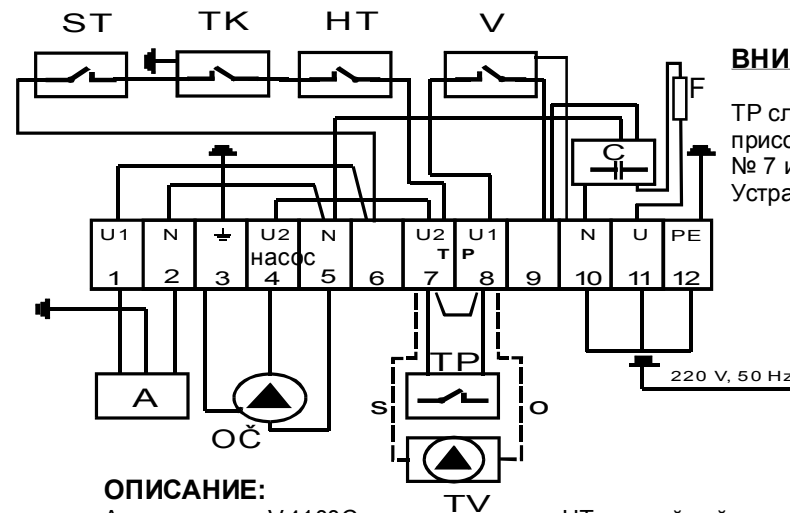 ST TK HT V
ВНИ
F
ТР сл
присо
C
№ 7 и
Устра
U1 N U2 N U2 U1 N U PE
насос
T P
1 2 3 4 5 6 7 8 9 10 11 12
TP
220 V, 50 Hz
A
s
o
OČ
ОПИСАНИЕ:
TV